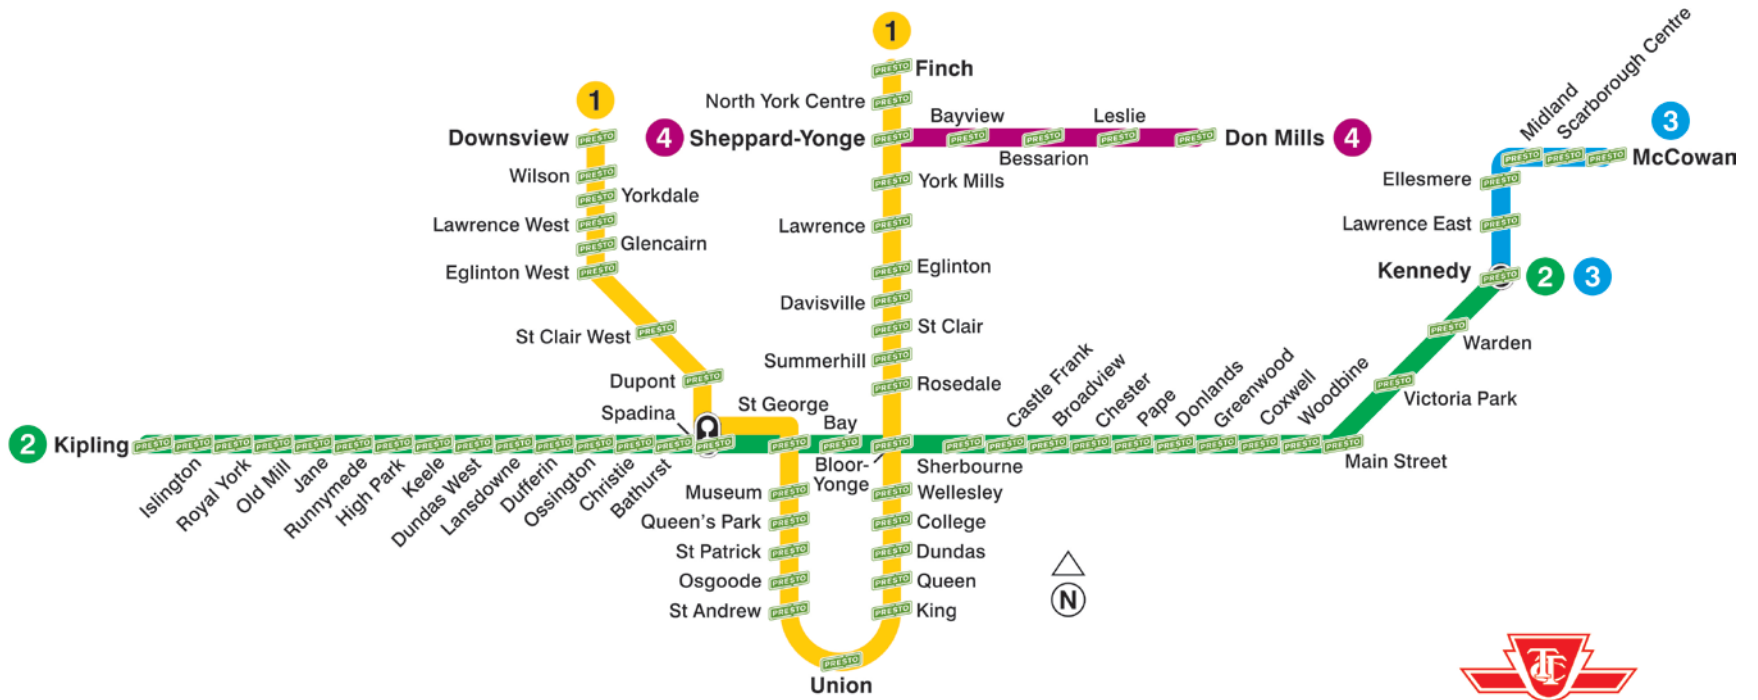 1
Finch
North York Centre
4
Sheppard-Yonge
Bayview
Bessarion
Leslie
Don Mills
4
York Mills
Lawrence
Eglinton
Davisville
St Clair
Summerhill
Rosedale
1
Downsview
Wilson
Yorkdale
Lawrence West
Glencairn
Eglinton West
St Clair West
Dupont
Spadina
St George
Bay
Bloor-
Yonge
Sherbourne
Castle Frank
Broadview
Chester
Pape
Donlands
Greenwood
Coxwell
Woodbine
Main Street
Victoria Park
Warden
Kennedy
2
3
Lawrence East
Ellesmere
Midland
Scarborough Centre
McCowan
3
2
Kipling
Islington
Royal York
Old Mill
Jane
Runnymede
High Park
Keele
Dundas West
Lansdowne
Dufferin
Ossington
Christie
Bathurst
Museum
Queen's Park
St Patrick
Osgoode
St Andrew
Union
Wellesley
College
Dundas
Queen
King
N
PRESTO
TTC